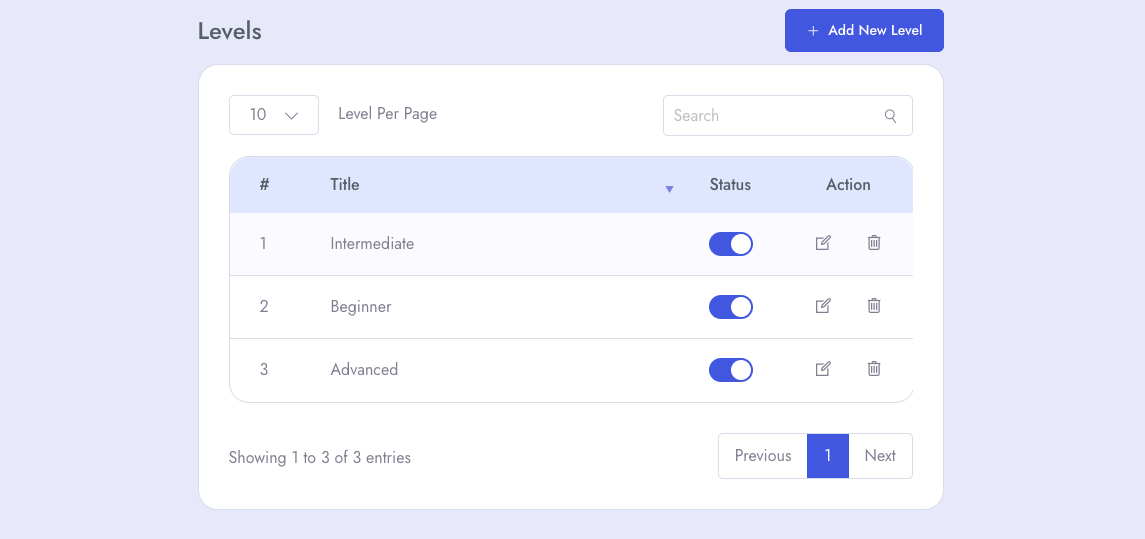 Levels
+ Add New Level
10 Level Per Page Search
# Title Status Action
1 Intermediate
2 Beginner
3 Advanced
Showing 1 to 3 of 3 entries Previous 1 Next